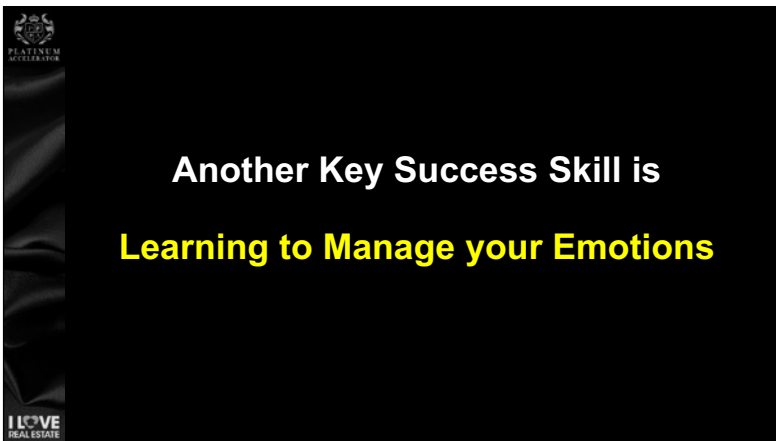 PLATINUM
ACCELERATOR
Another Key Success Skill is
Learning to Manage your Emotions
I LOVE
REAL ESTATE